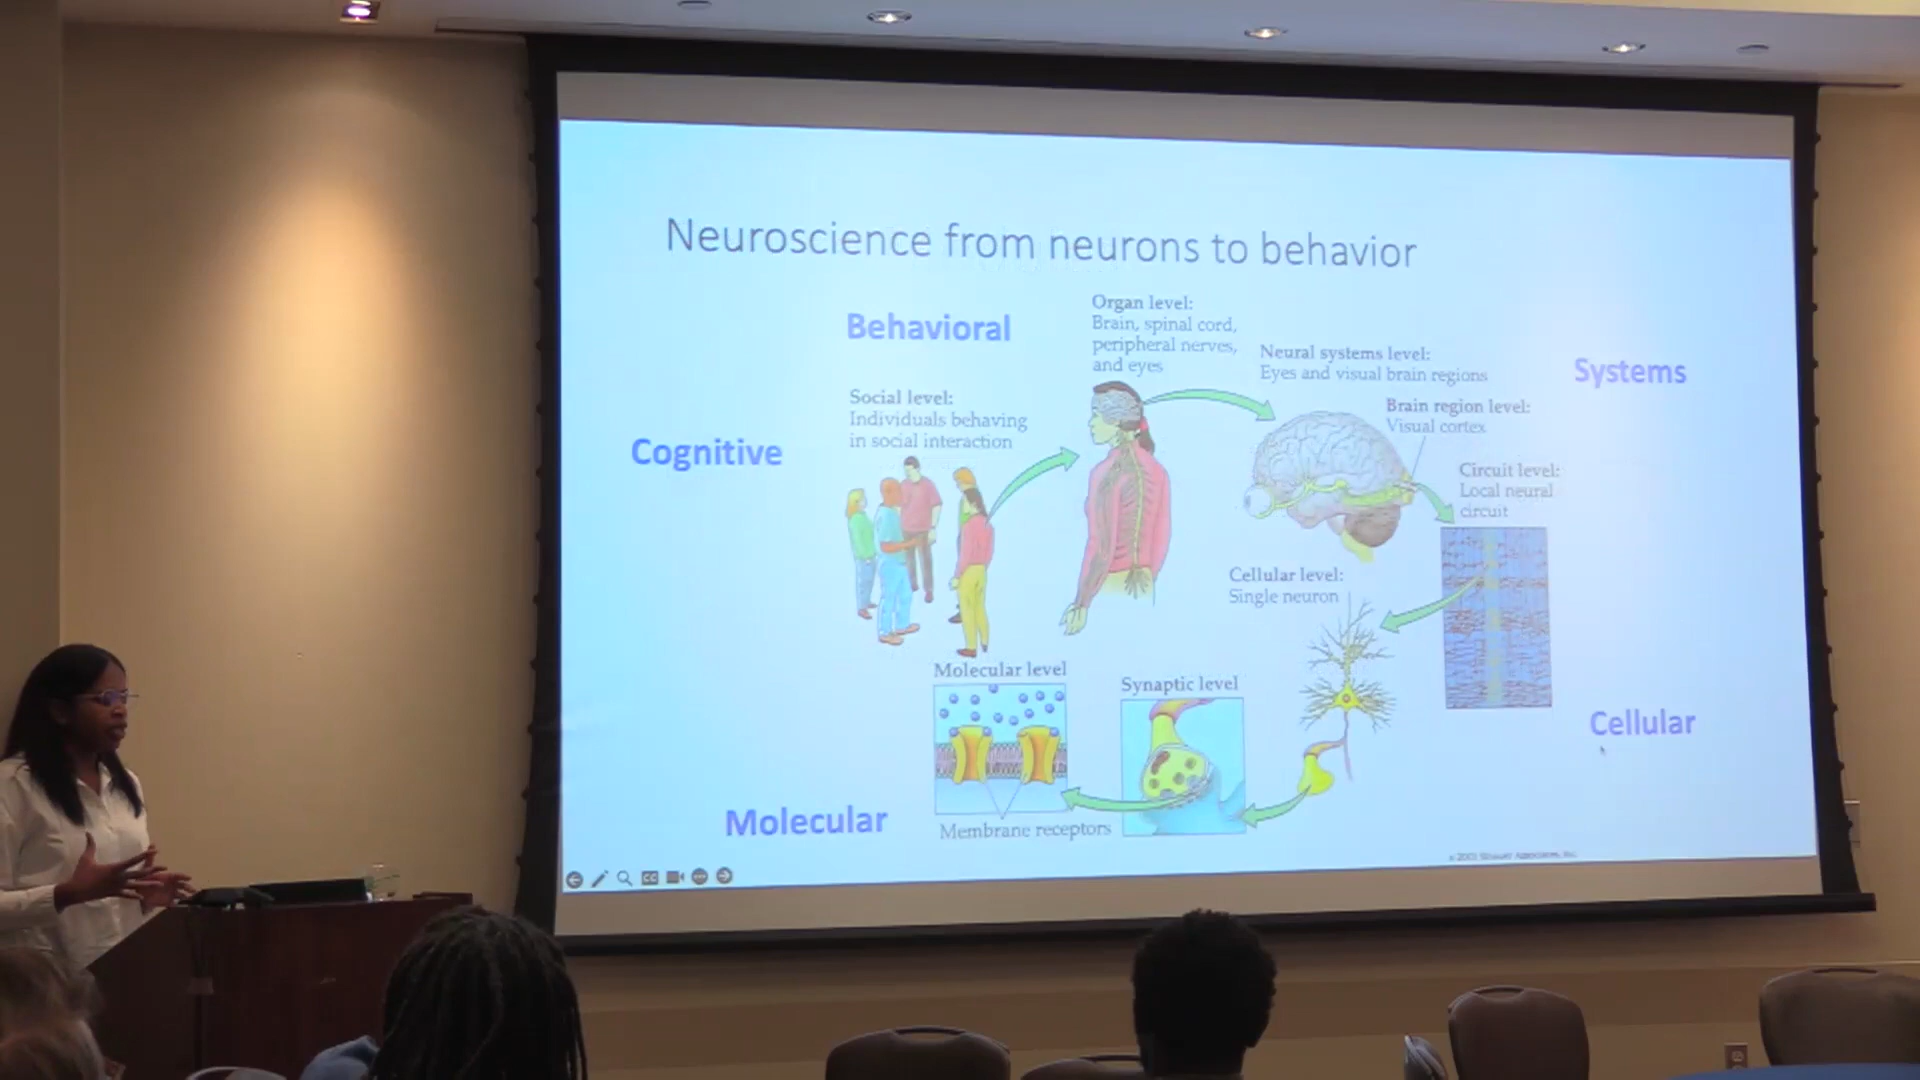 Neuroscience from neurons to behavior
Behavioral
Organ level:
Brain, spinal cord,
peripheral nerves,
and eyes
Neural systems level:
Eyes and visual brain regions
Systems
Social level:
Individuals behaving
in social interaction
Brain region level:
Visual cortex
Cognitive
Circuit level:
Local neural
circuit
Cellular level:
Single neuron
Molecular level
Synaptic level
Cellular
Molecular
Membrane receptors
CC